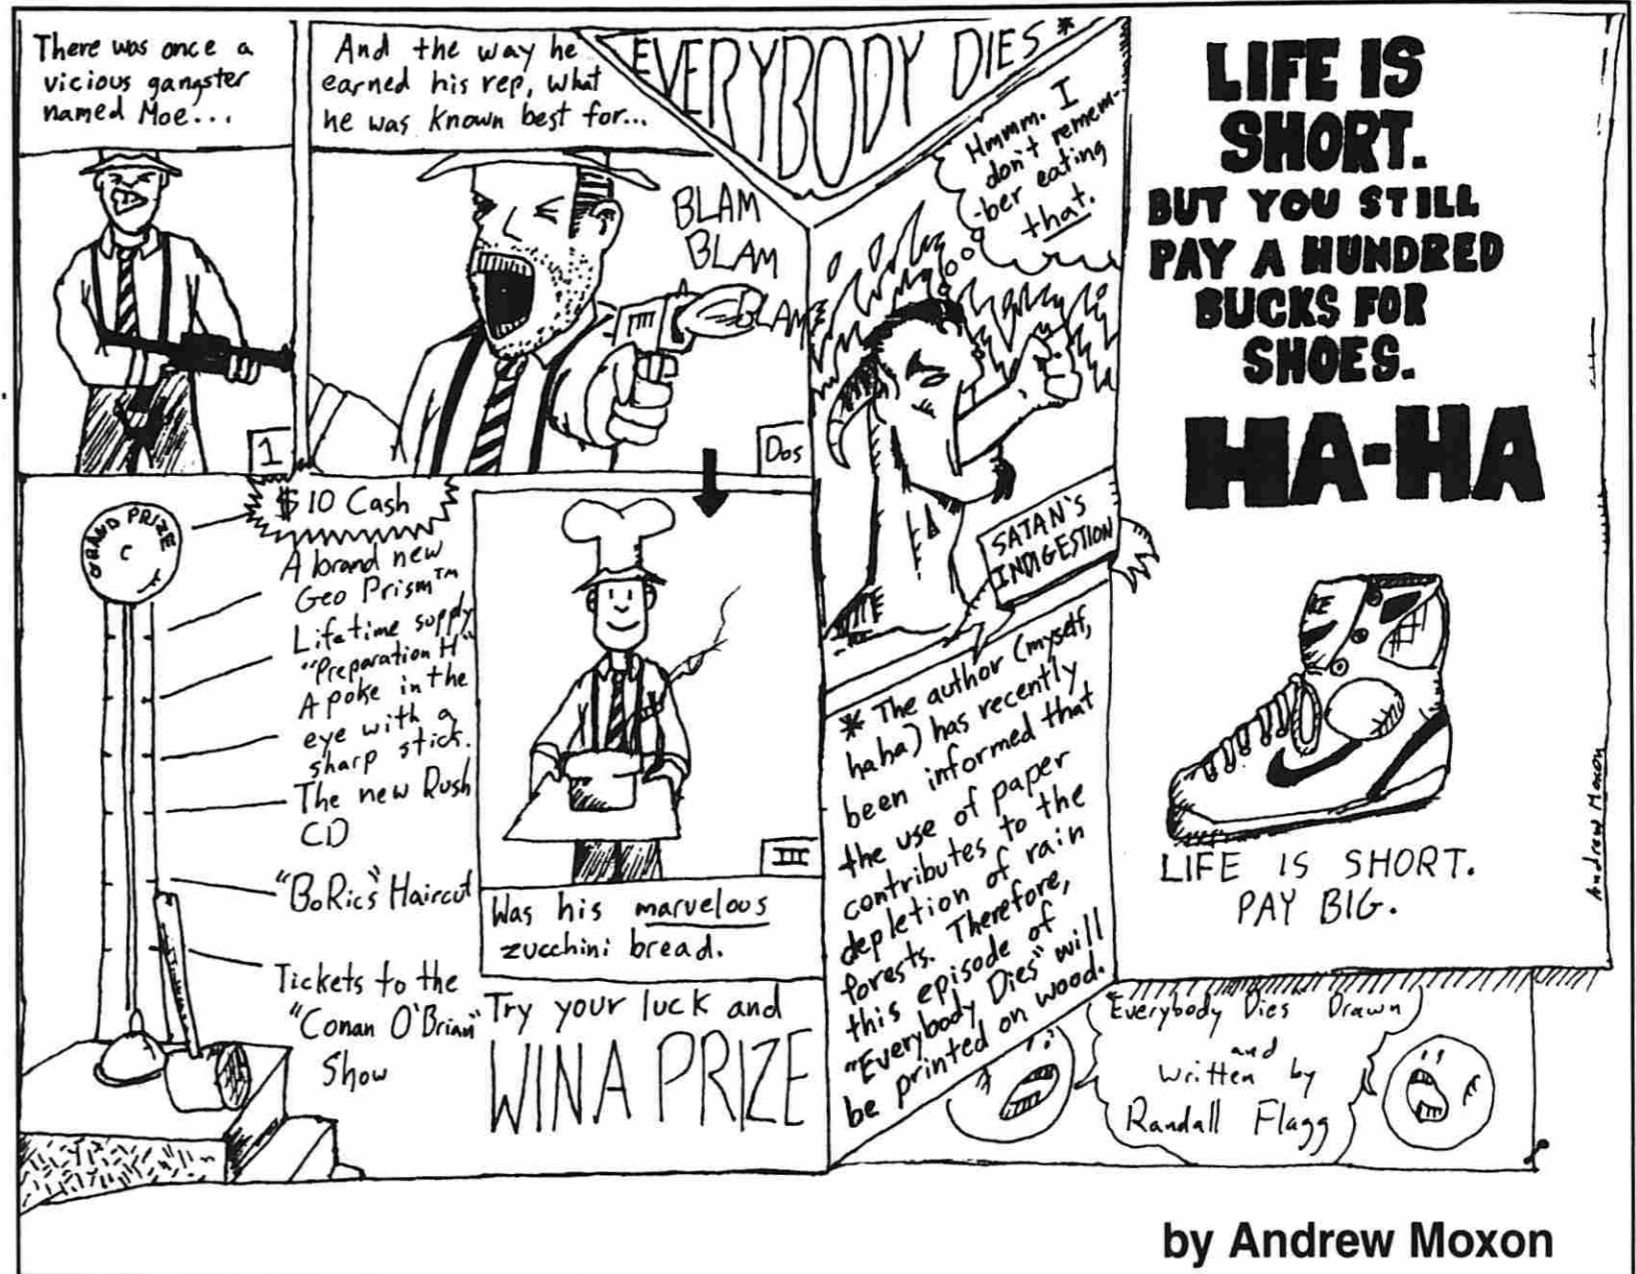 There was once a
vicious gangster
named Moe...
And the way he
earned his rep, what
he was known best for...
EVERYBODY DIES*
BLAM
BLAM
BLAM
1
Dos
Was his marvelous
zucchini bread.
III
Hmmm. I
don't remem-
-ber eating
that.
SATAN'S
INDIGESTION
GRAND PRIZE
C
$10 Cash
A brand new
Geo Prism™
Lifetime supply
"Preparation H"
A poke in the
eye with a
sharp stick.
The new Rush
CD
"BoRics" Haircut
Tickets to the
"Conan O'Brian"
Show
Try your luck and
WIN A PRIZE
* The author (myself,
haha) has recently
been informed that
the use of paper
contributes to the
depletion of rain
forests. Therefore,
this episode of
"Everybody Dies" will
be printed on wood.
LIFE IS
SHORT.
BUT YOU STILL
PAY A HUNDRED
BUCKS FOR
SHOES.
HA-HA
LIFE IS SHORT.
PAY BIG.
Andrew Moxon
Everybody Dies Drawn
and
written by
Randall Flagg
by Andrew Moxon